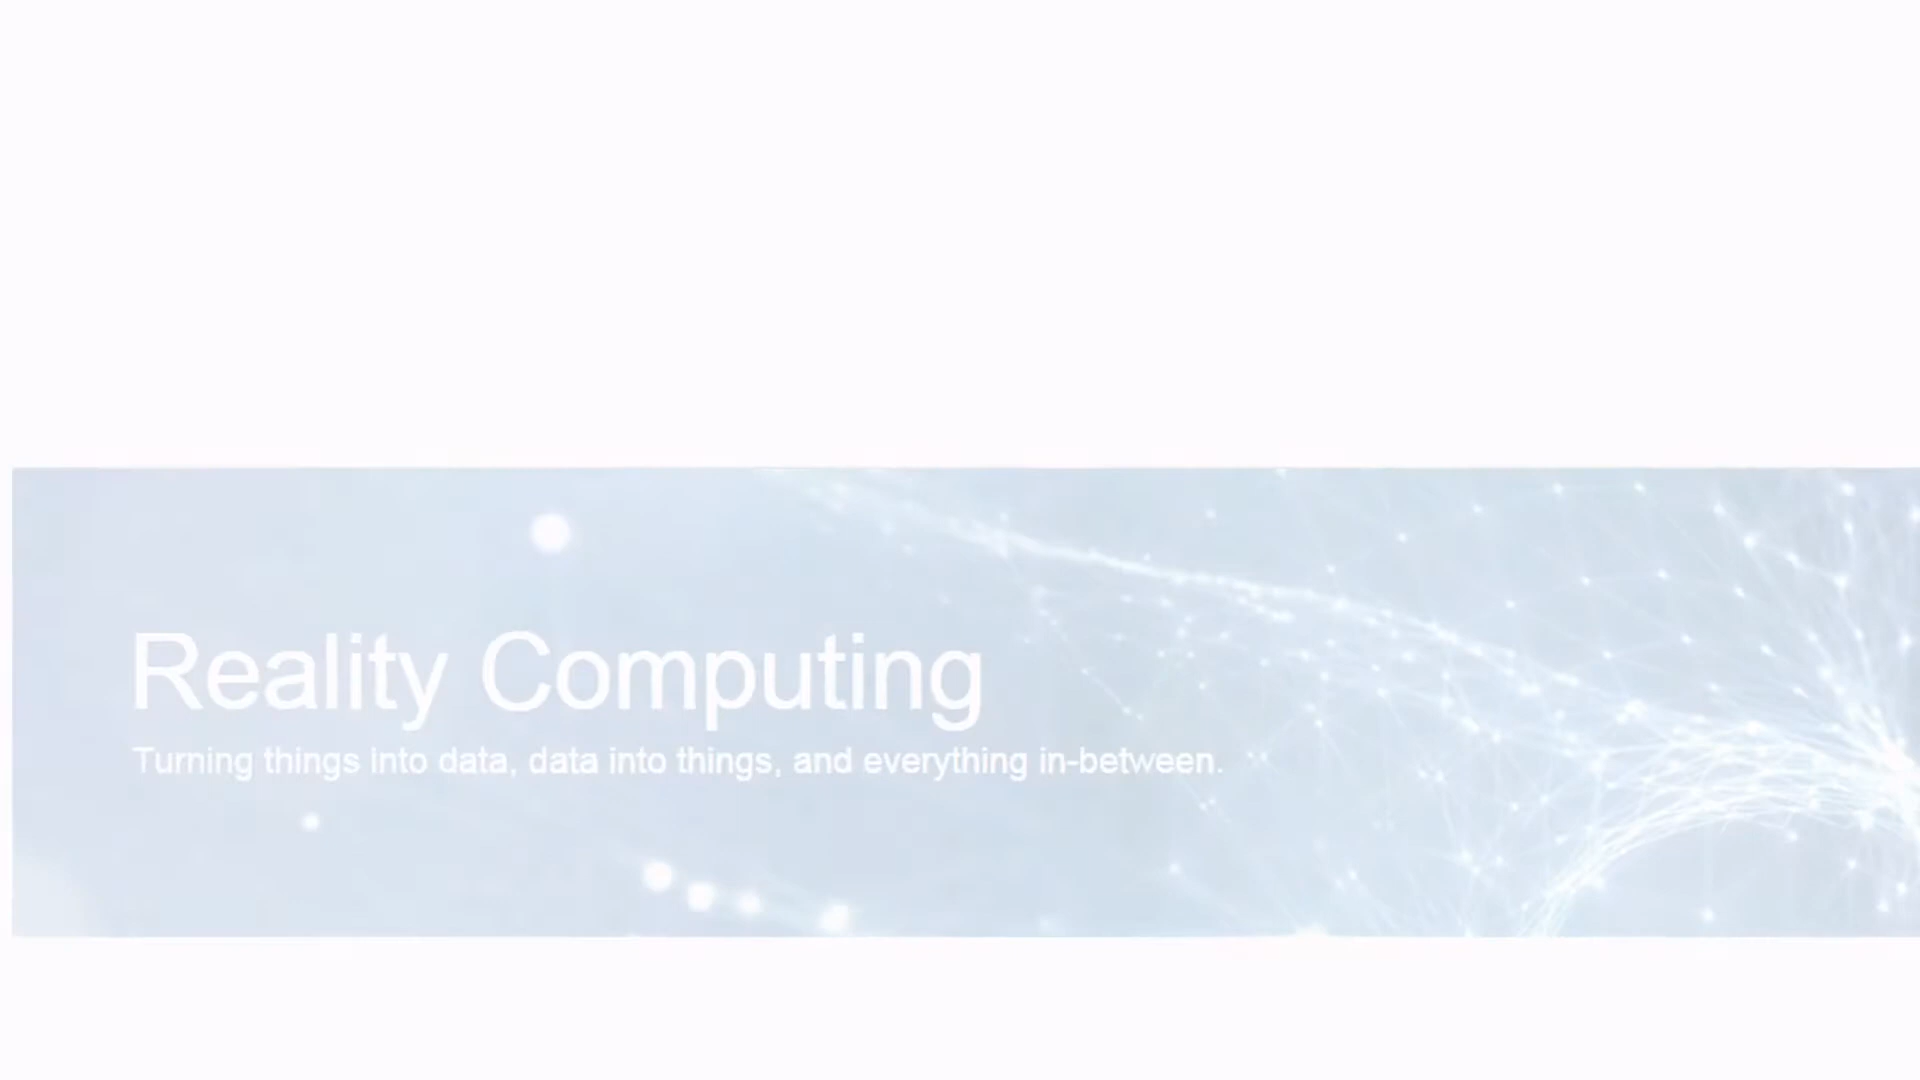 Reality Computing
Turning things into data, data into things, and everything in-between.